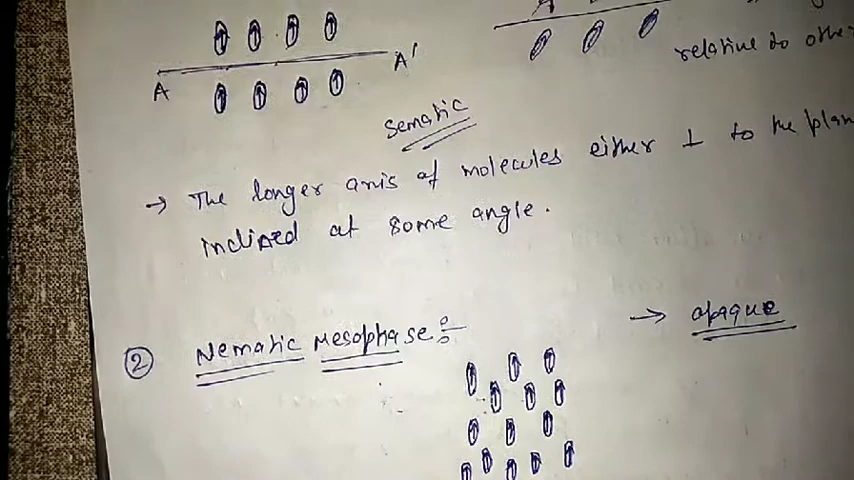 relative to other
A A'
Sematic
→ The longer axis of molecules either ⊥ to the plan
inclined at some angle.
② Nematic Mesophase :- → opaque